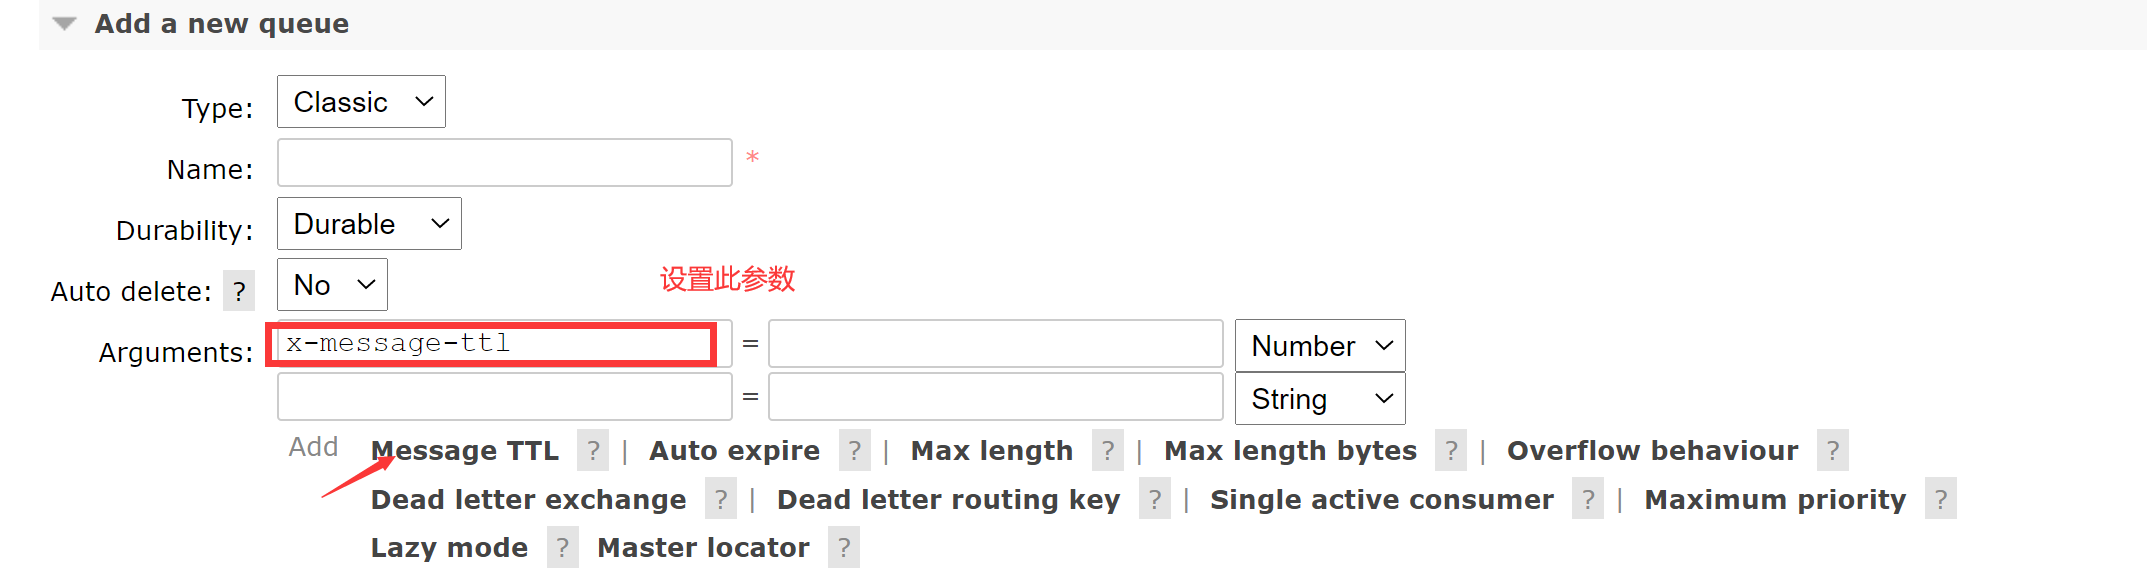 Add a new queue
Type: Classic
Name: *
Durability: Durable
Auto delete: ? No
设置此参数
Arguments: x-message-ttl = Number
= String
Add Message TTL ? | Auto expire ? | Max length ? | Max length bytes ? | Overflow behaviour ?
Dead letter exchange ? | Dead letter routing key ? | Single active consumer ? | Maximum priority ?
Lazy mode ? Master locator ?